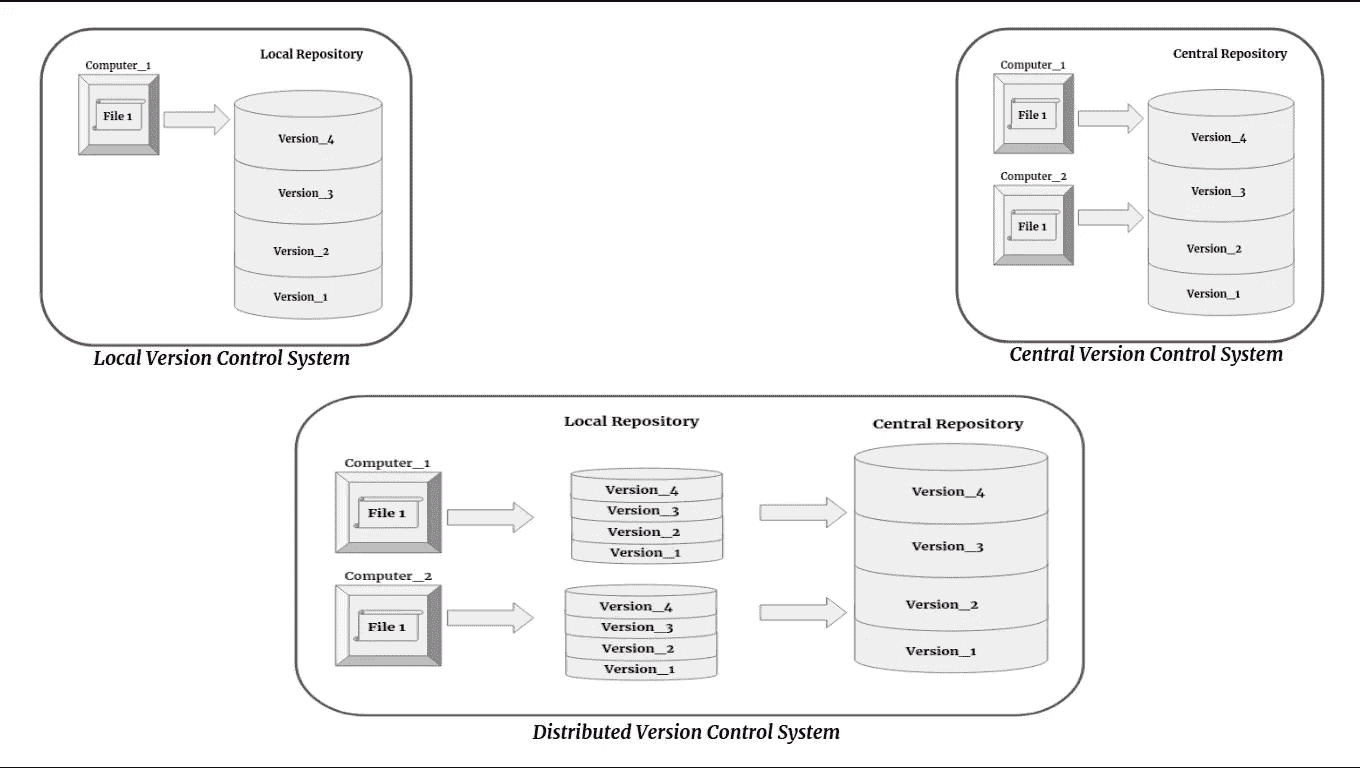 Local Repository
Computer_1
File 1
Version_4
Version_3
Version_2
Version_1
Local Version Control System
Central Repository
Computer_1
File 1
Computer_2
File 1
Version_4
Version_3
Version_2
Version_1
Central Version Control System
Local Repository
Central Repository
Computer_1
File 1
Computer_2
File 1
Version_4
Version_3
Version_2
Version_1
Version_4
Version_3
Version_2
Version_1
Version_4
Version_3
Version_2
Version_1
Distributed Version Control System